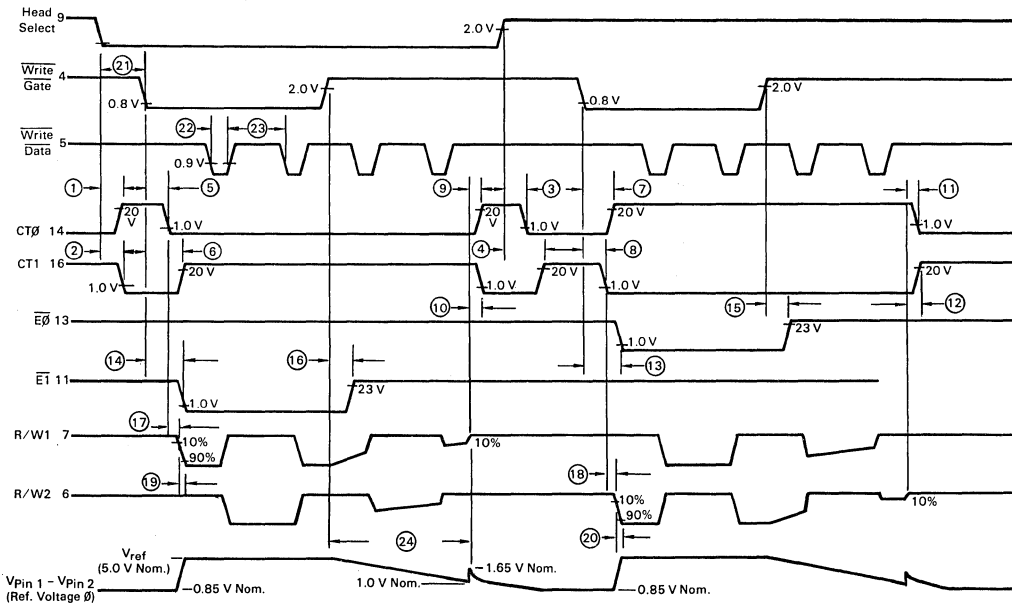 Head Select 9
2.0 V
21
Write Gate 4
0.8 V
2.0 V
0.8 V
2.0 V
22
23
Write Data 5
0.9 V
1
5
9
3
7
11
20 V
1.0 V
20 V
1.0 V
20 V
1.0 V
CTØ 14
2
6
4
8
CT1 16
1.0 V
20 V
1.0 V
20 V
1.0 V
20 V
10
15
12
EØ 13
1.0 V
23 V
14
16
13
E1 11
1.0 V
23 V
17
R/W1 7
10%
90%
10%
19
18
R/W2 6
10%
90%
10%
20
24
Vref
(5.0 V Nom.)
1.65 V Nom.
1.0 V Nom.
VPin 1 – VPin 2
(Ref. Voltage Ø)
0.85 V Nom.
0.85 V Nom.